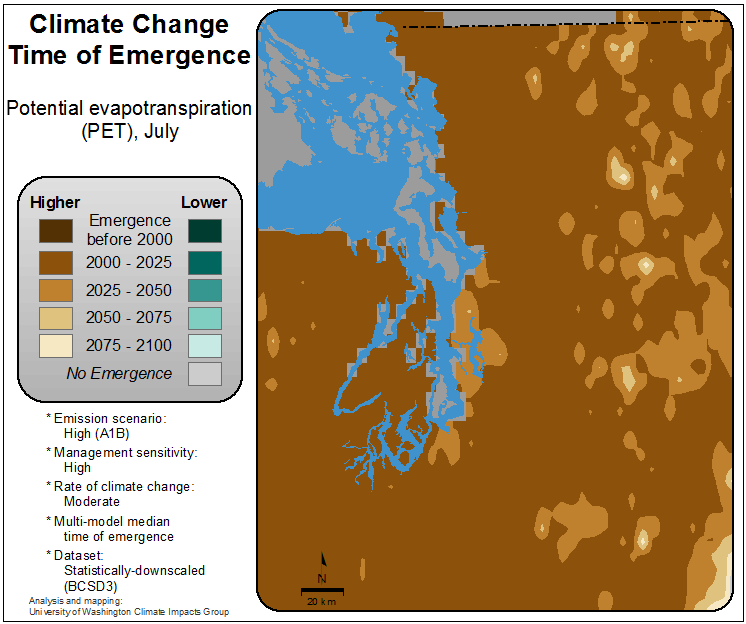 Climate Change
Time of Emergence
Potential evapotranspiration
(PET), July
Higher Lower
Emergence
before 2000
2000 - 2025
2025 - 2050
2050 - 2075
2075 - 2100
No Emergence
* Emission scenario:
High (A1B)
* Management sensitivity:
High
* Rate of climate change:
Moderate
* Multi-model median
time of emergence
* Dataset:
Statistically-downscaled
(BCSD3)
Analysis and mapping:
University of Washington Climate Impacts Group
N
20 km